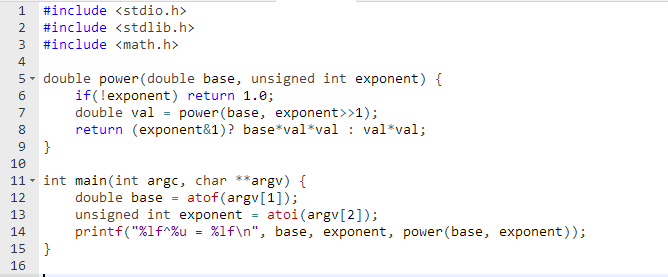 1 #include <stdio.h>
2 #include <stdlib.h>
3 #include <math.h>
4
5 double power(double base, unsigned int exponent) {
6 if(!exponent) return 1.0;
7 double val = power(base, exponent>>1);
8 return (exponent&1)? base*val*val : val*val;
9 }
10
11 int main(int argc, char **argv) {
12 double base = atof(argv[1]);
13 unsigned int exponent = atoi(argv[2]);
14 printf("%lf^%u = %lf\n", base, exponent, power(base, exponent));
15 }
16